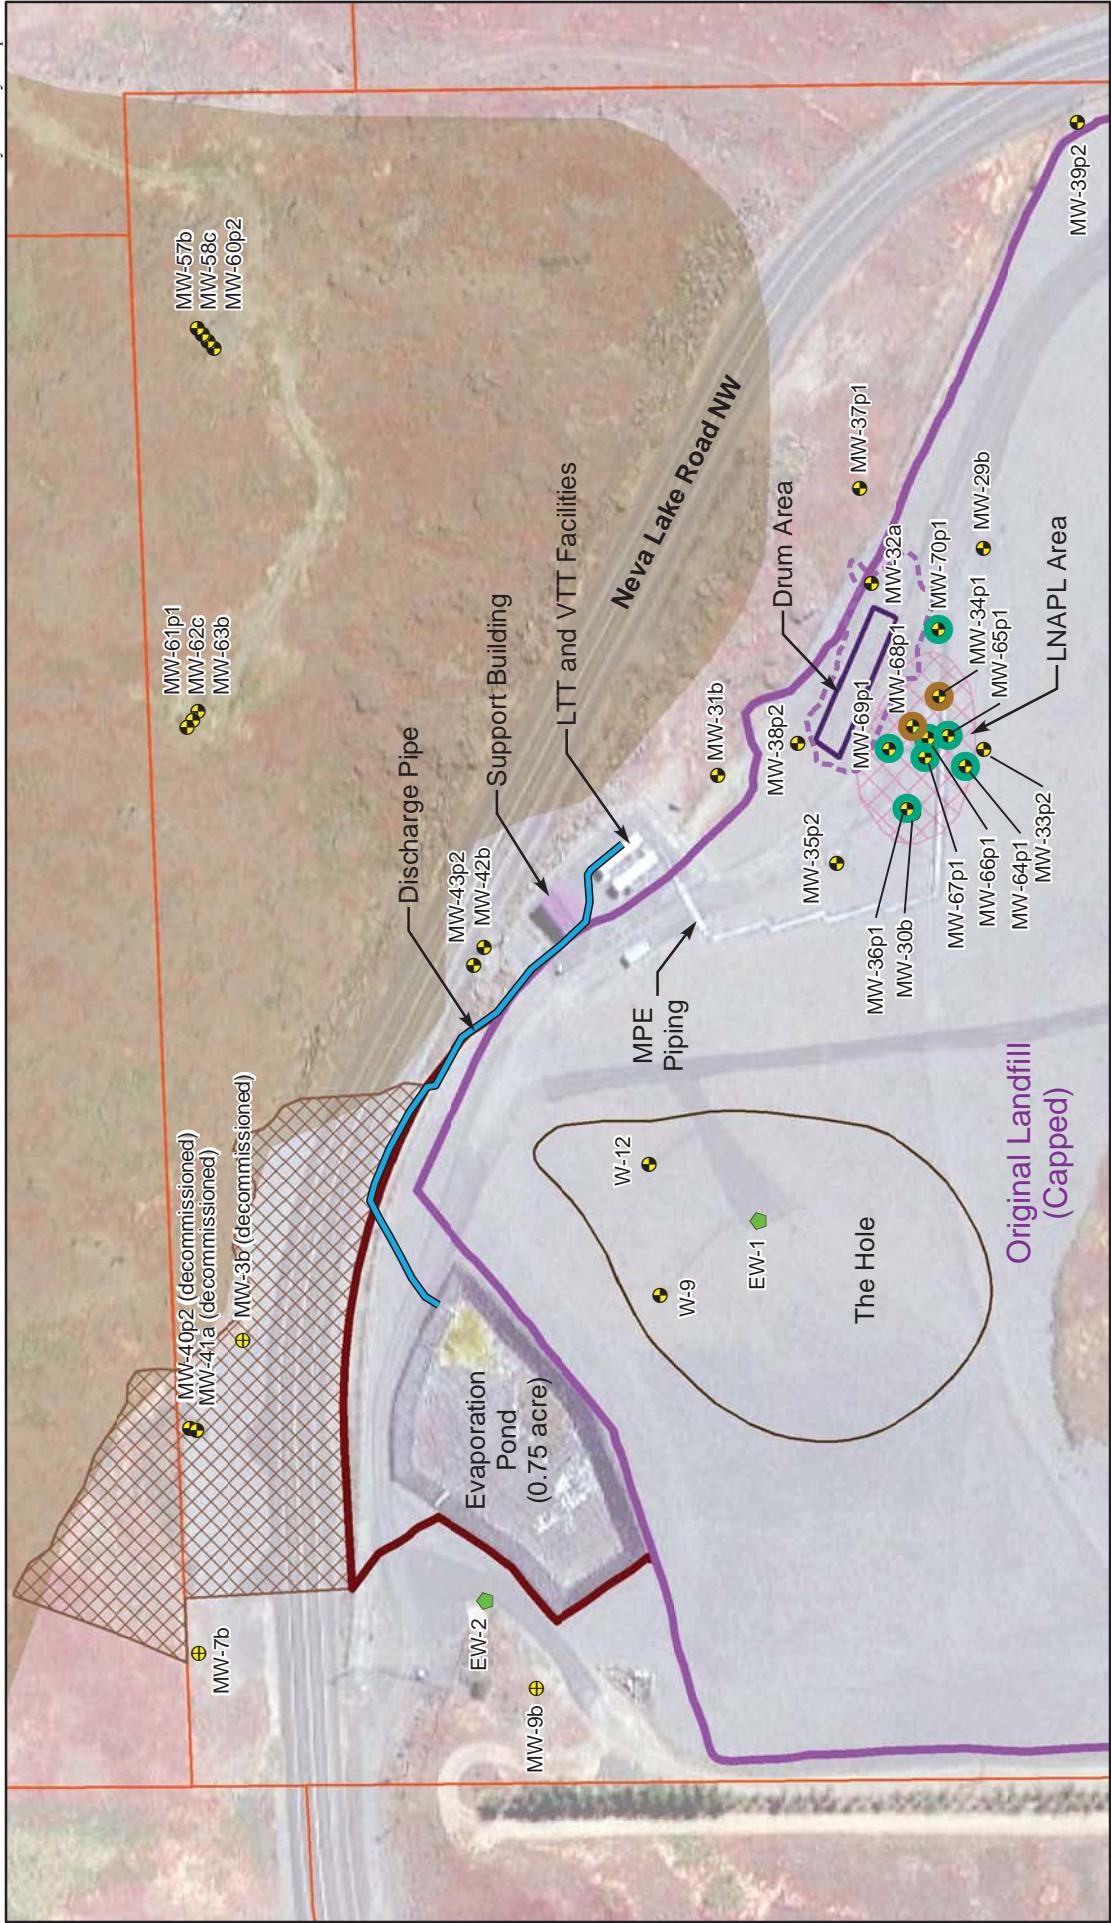 MW-57b
MW-58c
MW-60p2
MW-61p1
MW-62c
MW-63b
MW-40p2 (decommissioned)
MW-41a (decommissioned)
MW-3b (decommissioned)
MW-7b
Discharge Pipe
Support Building
LTT and VTT Facilities
Neva Lake Road NW
MW-43p2
MW-42b
EW-2
MW-9b
Evaporation
Pond
(0.75 acre)
MPE
Piping
W-12
W-9
EW-1
The Hole
Original Landfill
(Capped)
MW-31b
MW-38p2
MW-35p2
Drum Area
MW-37p1
MW-39p2
MW-32a
MW-29b
MW-70p1
MW-69p1
MW-68p1
MW-34p1
MW-65p1
LNAPL Area
MW-36p1
MW-30b
MW-67p1
MW-66p1
MW-64p1
MW-33p2